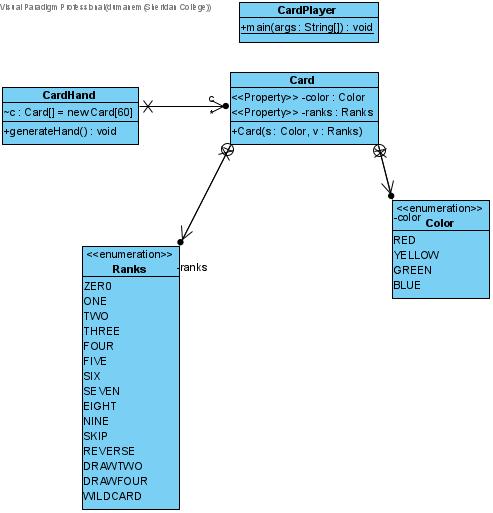 Visual Paradigm Professional(dumanem (Sheridan College))
CardPlayer
+main(args : String[]) : void
CardHand
~c : Card[] = new Card[60]
+generateHand() : void
c
*
Card
<<Property>> -color : Color
<<Property>> -ranks : Ranks
+Card(s : Color, v : Ranks)
<<enumeration>>
-color
Color
RED
YELLOW
GREEN
BLUE
<<enumeration>>
Ranks
-ranks
ZERO
ONE
TWO
THREE
FOUR
FIVE
SIX
SEVEN
EIGHT
NINE
SKIP
REVERSE
DRAWTWO
DRAWFOUR
WILDCARD